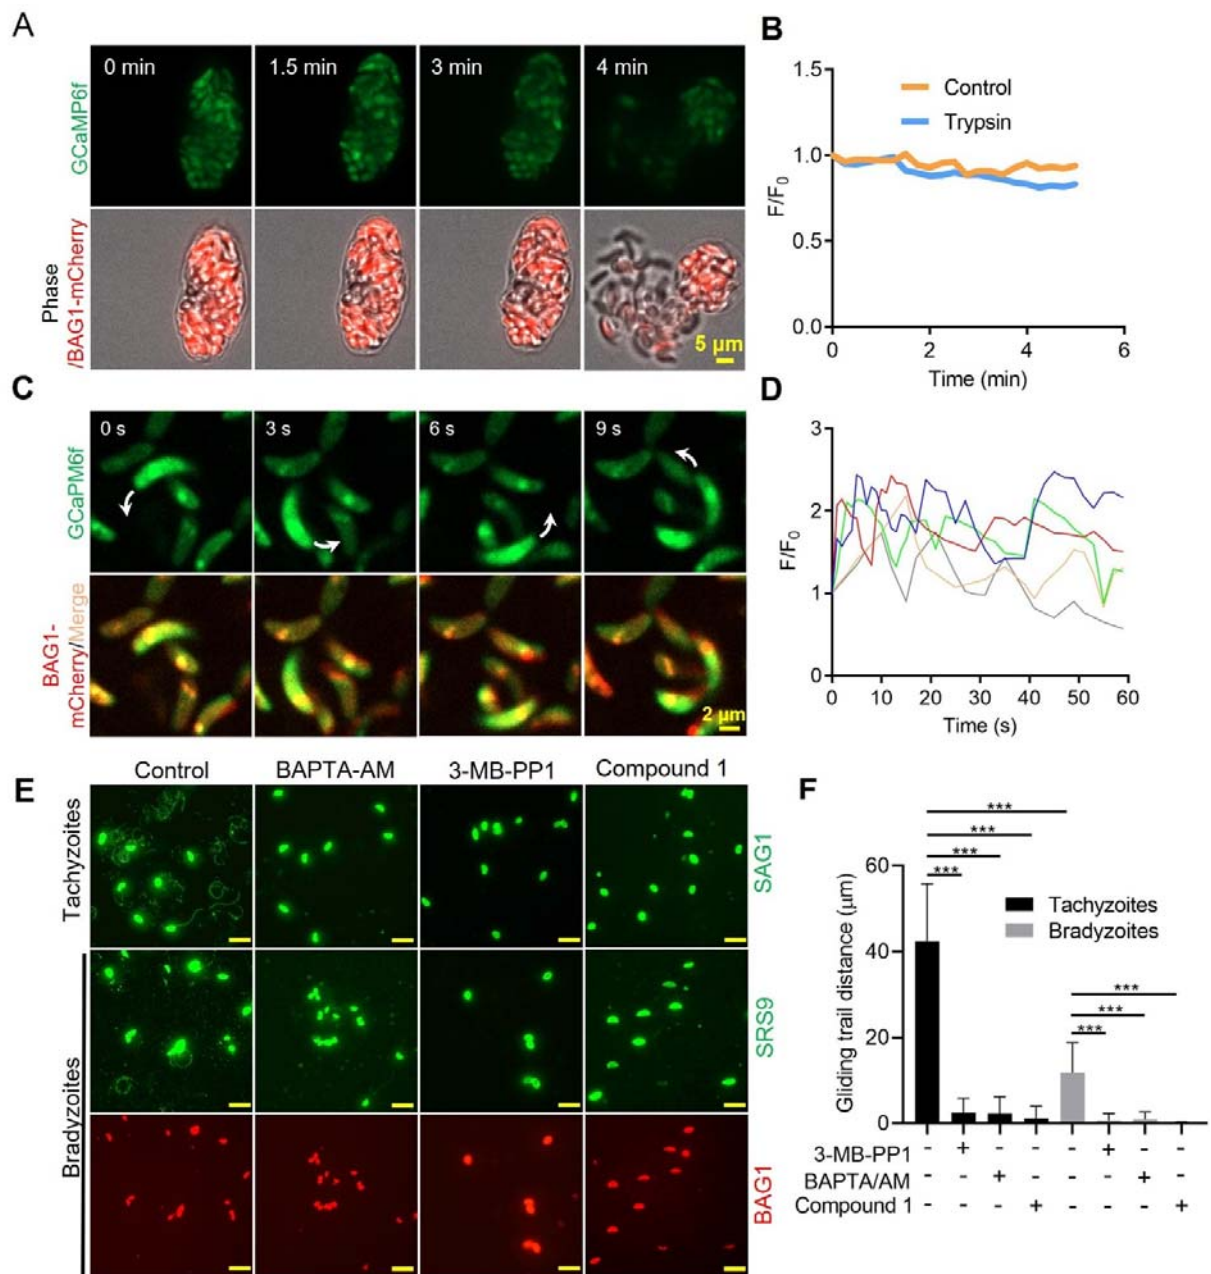 A
0 min
1.5 min
3 min
4 min
GCaMP6f
Phase
/BAG1-mCherry
5 µm
B
1.5
1.0
0.5
0.0
F/F0
Control
Trypsin
0
2
4
6
Time (min)
C
0 s
3 s
6 s
9 s
GCaPM6f
BAG1-
mCherry/Merge
2 µm
D
3
2
1
0
F/F0
0
10
20
30
40
50
60
Time (s)
E
Control
BAPTA-AM
3-MB-PP1
Compound 1
Tachyzoites
SAG1
Bradyzoites
SRS9
BAG1
F
***
***
***
***
***
***
***
60
40
20
0
Gliding trail distance (µm)
Tachyzoites
Bradyzoites
3-MB-PP1 - + - - - + - -
BAPTA/AM - - + - - - + -
Compound 1 - - - + - - - +